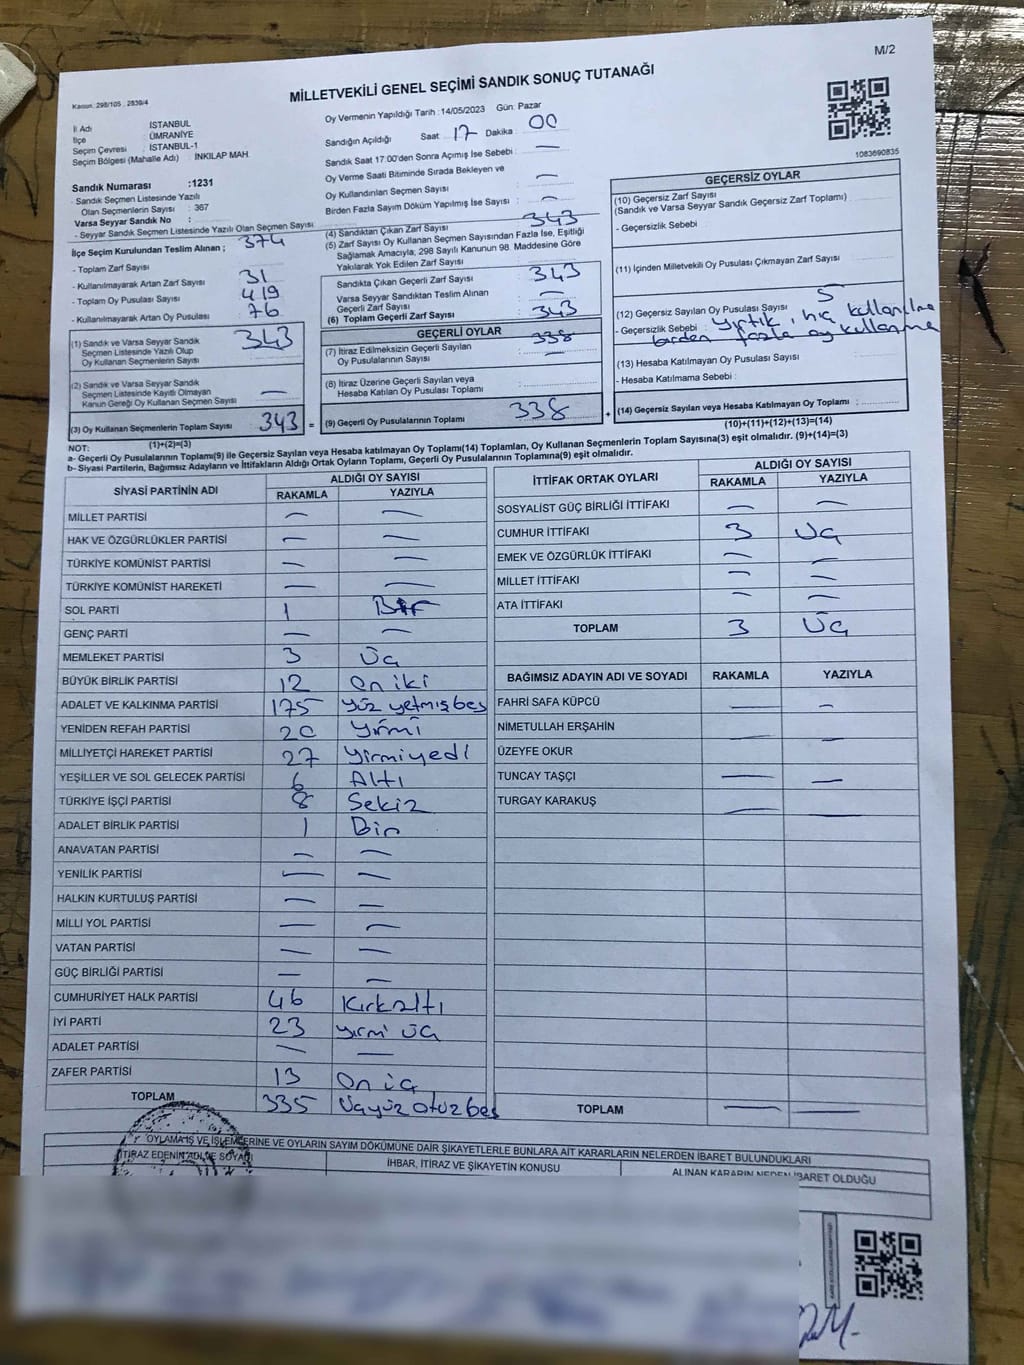 M/2
Kanun: 298/105 , 2839/4
MİLLETVEKİLİ GENEL SEÇİMİ SANDIK SONUÇ TUTANAĞI
İl Adı : İSTANBUL
İlçe : ÜMRANİYE
Seçim Çevresi : İSTANBUL-1
Seçim Bölgesi (Mahalle Adı) : İNKILAP MAH.
Sandık Numarası :1231
- Sandık Seçmen Listesinde Yazılı
Olan Seçmenlerin Sayısı : 367
Varsa Seyyar Sandık No :
- Seyyar Sandık Seçmen Listesinde Yazılı Olan Seçmen Sayısı :
Oy Vermenin Yapıldığı Tarih :14/05/2023 Gün: Pazar
Sandığın Açıldığı Saat 17 Dakika : 00
Sandık Saat 17:00'den Sonra Açımış İse Sebebi : —
Oy Verme Saati Bitiminde Sırada Bekleyen ve
Oy Kullandırılan Seçmen Sayısı : —
Birden Fazla Sayım Döküm Yapılmış İse Sayısı : —
1083690835
İlçe Seçim Kurulundan Teslim Alınan ;
- Toplam Zarf Sayısı : 374
- Kullanılmayarak Artan Zarf Sayısı : 31
- Toplam Oy Pusulası Sayısı : 419
- Kullanılmayarak Artan Oy Pusulası : 76
(1) Sandık ve Varsa Seyyar Sandık
Seçmen Listesinde Yazılı Olup
Oy Kullanan Seçmenlerin Sayısı 343
(2) Sandık ve Varsa Seyyar Sandık
Seçmen Listesinde Kayıtlı Olmayan
Kanun Gereği Oy Kullanan Seçmen Sayısı —
(3) Oy Kullanan Seçmenlerin Toplam Sayısı 343 =
(1)+(2)=(3)
(4) Sandıktan Çıkan Zarf Sayısı : 343
(5) Zarf Sayısı Oy Kullanan Seçmen Sayısından Fazla İse, Eşitliği
Sağlamak Amacıyla; 298 Sayılı Kanunun 98. Maddesine Göre
Yakılarak Yok Edilen Zarf Sayısı :
Sandıkta Çıkan Geçerli Zarf Sayısı : 343
Varsa Seyyar Sandıktan Teslim Alınan
Geçerli Zarf Sayısı : —
(6) Toplam Geçerli Zarf Sayısı : 343
GEÇERLİ OYLAR
(7) İtiraz Edilmeksizin Geçerli Sayılan
Oy Pusulalarının Sayısı : 338
(8) İtiraz Üzerine Geçerli Sayılan veya
Hesaba Katılan Oy Pusulası Toplamı : —
(9) Geçerli Oy Pusulalarının Toplamı : 338 +
GEÇERSİZ OYLAR
(10) Geçersiz Zarf Sayısı :
(Sandık ve Varsa Seyyar Sandık Geçersiz Zarf Toplamı)
- Geçersizlik Sebebi :
(11) İçinden Milletvekili Oy Pusulası Çıkmayan Zarf Sayısı :
(12) Geçersiz Sayılan Oy Pusulası Sayısı : 5
- Geçersizlik Sebebi : yırtık, hiç kullanılma
birden fazla oy kullanma
(13) Hesaba Katılmayan Oy Pusulası Sayısı :
- Hesaba Katılmama Sebebi :
(14) Geçersiz Sayılan veya Hesaba Katılmayan Oy Toplamı :
(10)+(11)+(12)+(13)=(14)
NOT:
a- Geçerli Oy Pusulalarının Toplamı(9) ile Geçersiz Sayılan veya Hesaba katılmayan Oy Toplamı(14) Toplamları, Oy Kullanan Seçmenlerin Toplam Sayısına(3) eşit olmalıdır. (9)+(14)=(3)
b- Siyasi Partilerin, Bağımsız Adayların ve İttifakların Aldığı Ortak Oyların Toplamı, Geçerli Oy Pusulalarının Toplamına(9) eşit olmalıdır.
SİYASİ PARTİNİN ADI ALDIĞI OY SAYISI
RAKAMLA YAZIYLA
MİLLET PARTİSİ — —
HAK VE ÖZGÜRLÜKLER PARTİSİ — —
TÜRKİYE KOMÜNİST PARTİSİ — —
TÜRKİYE KOMÜNİST HAREKETİ — —
SOL PARTİ 1 Bir
GENÇ PARTİ — —
MEMLEKET PARTİSİ 3 üç
BÜYÜK BİRLİK PARTİSİ 12 on iki
ADALET VE KALKINMA PARTİSİ 175 yüz yetmiş beş
YENİDEN REFAH PARTİSİ 20 yirmi
MİLLİYETÇİ HAREKET PARTİSİ 27 yirmiyedi
YEŞİLLER VE SOL GELECEK PARTİSİ 6 Altı
TÜRKİYE İŞÇİ PARTİSİ 8 Sekiz
ADALET BİRLİK PARTİSİ 1 Bir
ANAVATAN PARTİSİ — —
YENİLİK PARTİSİ — —
HALKIN KURTULUŞ PARTİSİ — —
MİLLİ YOL PARTİSİ — —
VATAN PARTİSİ — —
GÜÇ BİRLİĞİ PARTİSİ — —
CUMHURİYET HALK PARTİSİ 46 Kırkaltı
İYİ PARTİ 23 yirmi üç
ADALET PARTİSİ — —
ZAFER PARTİSİ 13 On üç
TOPLAM 335 üçyüz otuz beş
İTTİFAK ORTAK OYLARI ALDIĞI OY SAYISI
RAKAMLA YAZIYLA
SOSYALİST GÜÇ BİRLİĞİ İTTİFAKI — —
CUMHUR İTTİFAKI 3 üç
EMEK VE ÖZGÜRLÜK İTTİFAKI — —
MİLLET İTTİFAKI — —
ATA İTTİFAKI — —
TOPLAM 3 üç
BAĞIMSIZ ADAYIN ADI VE SOYADI RAKAMLA YAZIYLA
FAHRİ SAFA KÜPCÜ — —
NİMETULLAH ERŞAHİN — —
ÜZEYFE OKUR
TUNCAY TAŞÇI — —
TURGAY KARAKUŞ — —
TOPLAM — —
OYLAMA İŞ VE İŞLEMLERİNE VE OYLARIN SAYIM DÖKÜMÜNE DAİR ŞİKAYETLERLE BUNLARA AİT KARARLARIN NELERDEN İBARET BULUNDUKLARI
İTİRAZ EDENİN ADI VE SOYADI İHBAR, İTİRAZ VE ŞİKAYETİN KONUSU ALINAN KARARIN NEDEN İBARET OLDUĞU